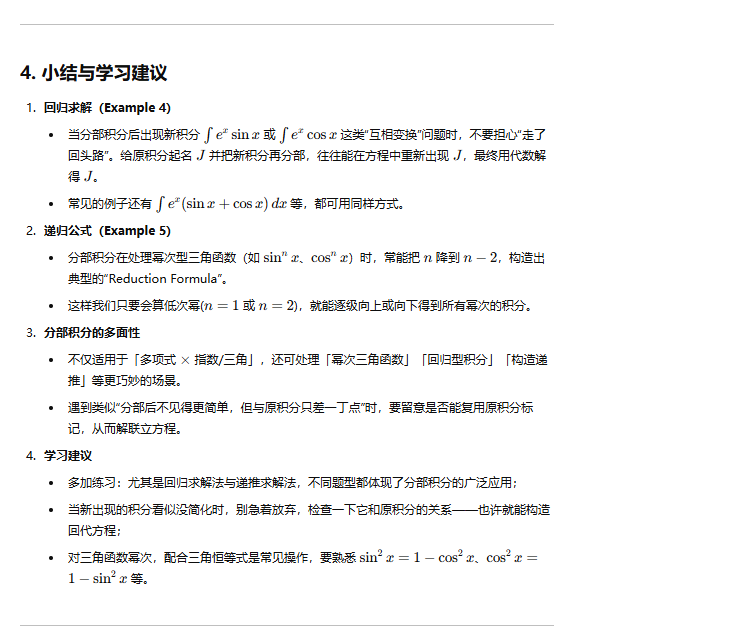 4. 小结与学习建议
1. 回归求解（Example 4）
• 当分部积分后出现新积分 ∫ eˣ sin x 或 ∫ eˣ cos x 这类“互相变换”问题时，不要担心“走了
回头路”。给原积分起名 J 并把新积分再分部，往往能在方程中重新出现 J，最终用代数解
得 J。
• 常见的例子还有 ∫ eˣ(sin x + cos x) dx 等，都可用同样方式。
2. 递归公式（Example 5）
• 分部积分在处理幂次型三角函数（如 sinⁿ x、cosⁿ x）时，常能把 n 降到 n − 2，构造出
典型的“Reduction Formula”。
• 这样我们只要会算低次幂(n = 1 或 n = 2)，就能逐级向上或向下得到所有幂次的积分。
3. 分部积分的多面性
• 不仅适用于「多项式 × 指数/三角」，还可处理「幂次三角函数」「回归型积分」「构造递
推」等更巧妙的场景。
• 遇到类似“分部后不见得更简单，但与原积分只差一丁点”时，要留意是否能复用原积分标
记，从而解联立方程。
4. 学习建议
• 多加练习：尤其是回归求解法与递推求解法，不同题型都体现了分部积分的广泛应用；
• 当新出现的积分看似没简化时，别急着放弃，检查一下它和原积分的关系——也许就能构造
回代方程；
• 对三角函数幂次，配合三角恒等式是常见操作，要熟悉 sin² x = 1 − cos² x、cos² x =
1 − sin² x 等。